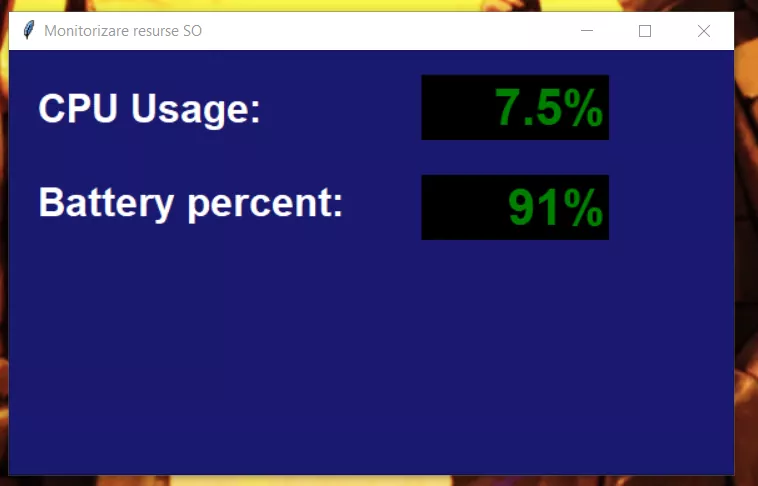 Monitorizare resurse SO
CPU Usage: 7.5%
Battery percent: 91%